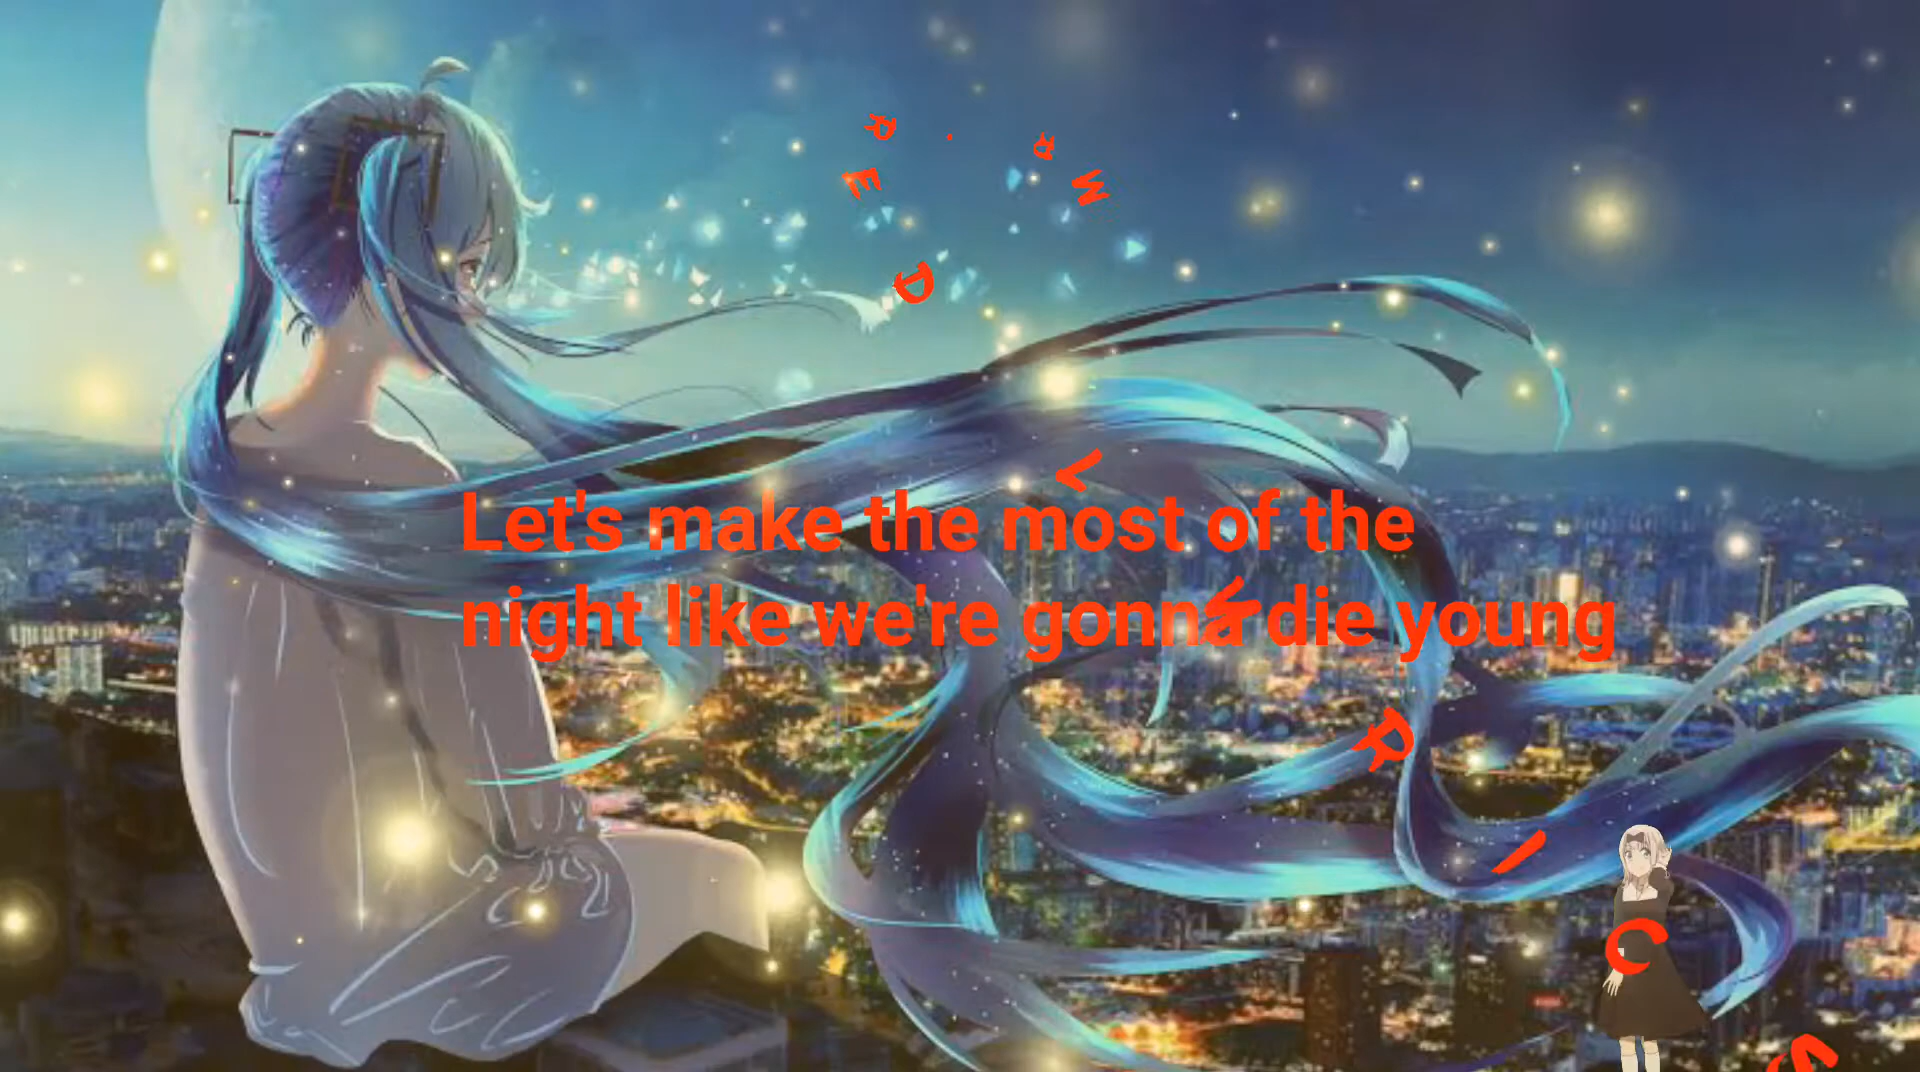 Let's make the most of the
night like we're gonna die young